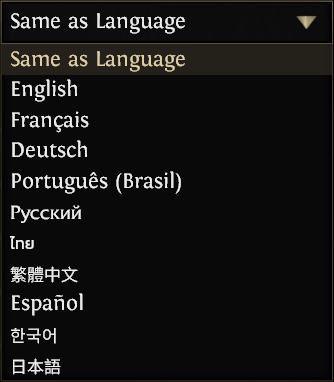 Same as Language
Same as Language
English
Français
Deutsch
Português (Brasil)
Русский
ไทย
繁體中文
Español
한국어
日本語